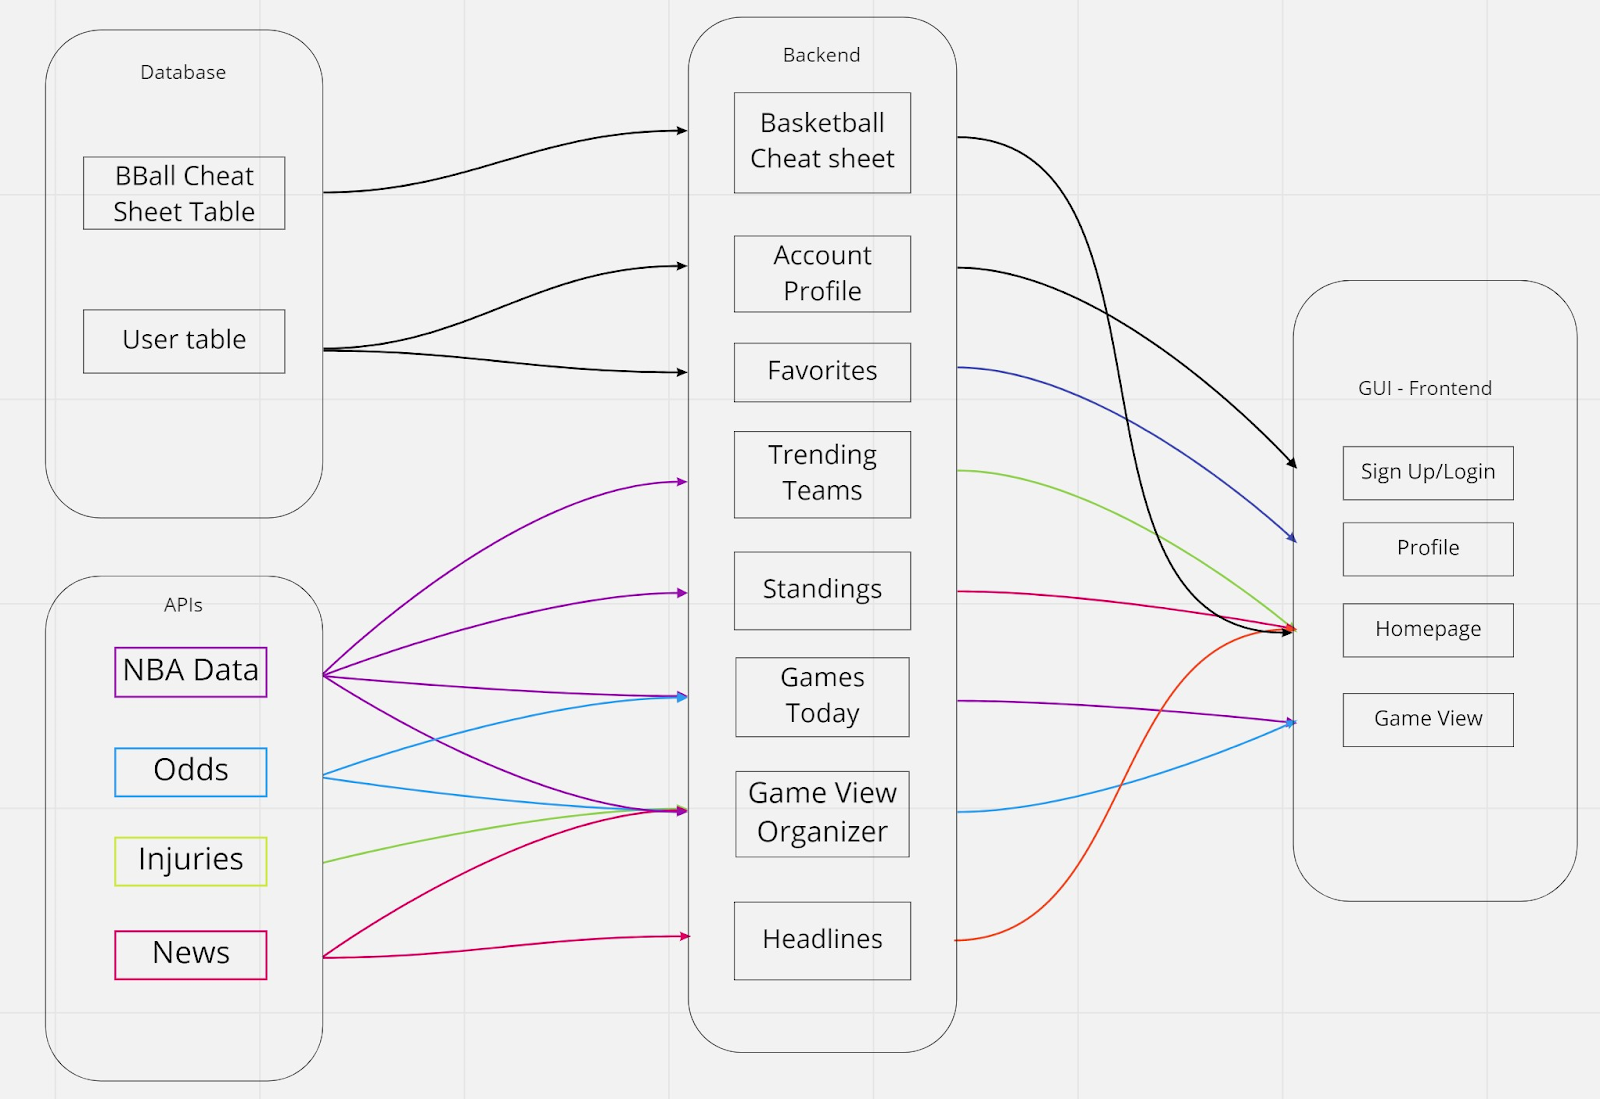 Database
BBall Cheat
Sheet Table
User table
APIs
NBA Data
Odds
Injuries
News
Backend
Basketball
Cheat sheet
Account
Profile
Favorites
Trending
Teams
Standings
Games
Today
Game View
Organizer
Headlines
GUI - Frontend
Sign Up/Login
Profile
Homepage
Game View